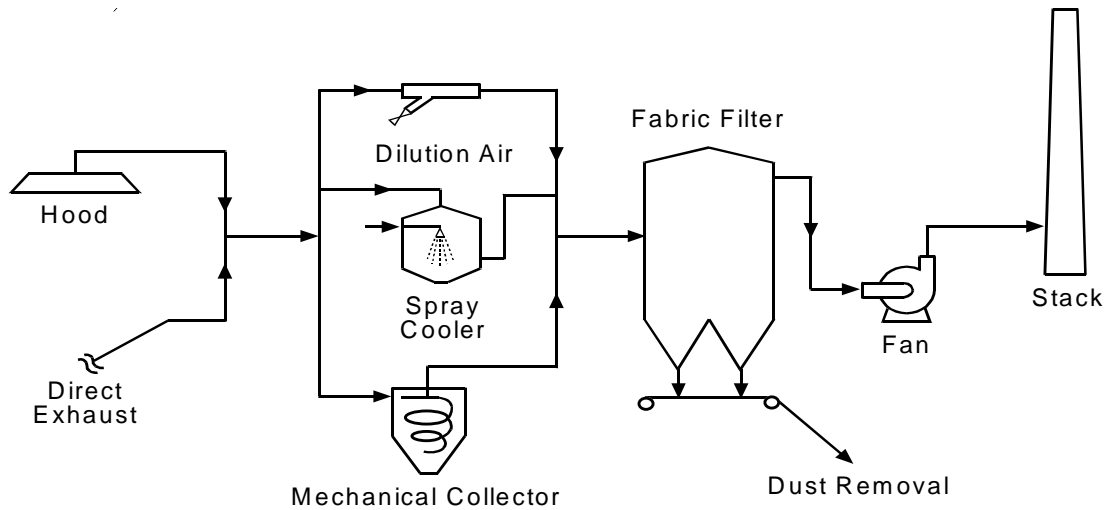 Fabric Filter
Dilution Air
Hood
Spray
Cooler
Stack
Fan
Direct
Exhaust
Dust Removal
Mechanical Collector